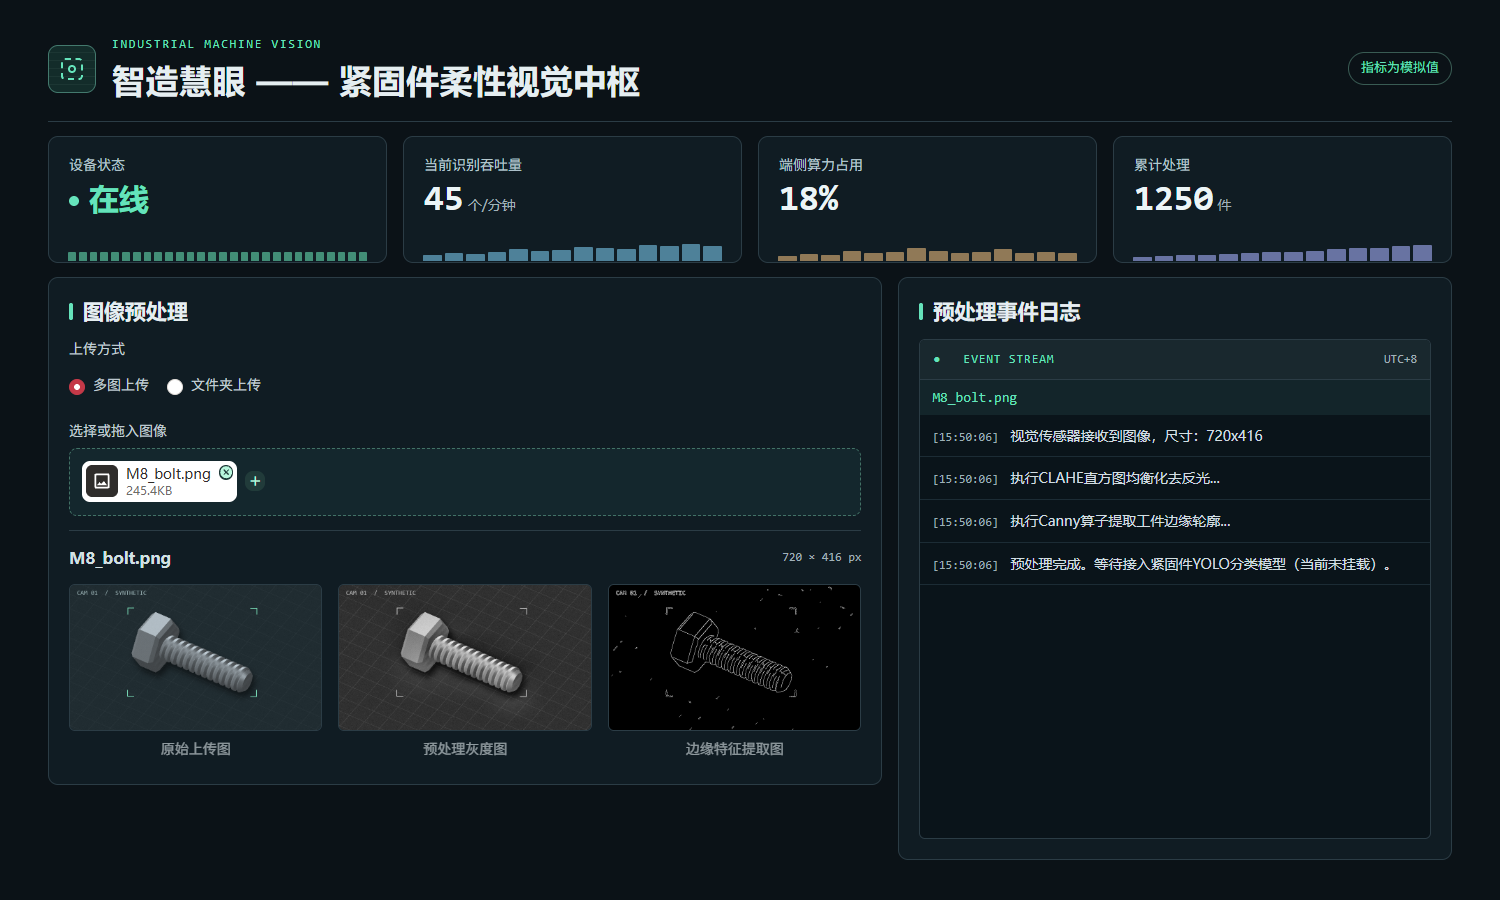 INDUSTRIAL MACHINE VISION
智造慧眼 —— 紧固件柔性视觉中枢
指标为模拟值
设备状态
在线
当前识别吞吐量
45 个/分钟
端侧算力占用
18%
累计处理
1250 件
图像预处理
上传方式
多图上传
文件夹上传
选择或拖入图像
M8_bolt.png
245.4KB
M8_bolt.png
720 × 416 px
CAM 01 / SYNTHETIC
CAM 01 / SYNTHETIC
CAM 01 / SYNTHETIC
原始上传图
预处理灰度图
边缘特征提取图
预处理事件日志
EVENT STREAM
UTC+8
M8_bolt.png
[15:50:06] 视觉传感器接收到图像，尺寸：720x416
[15:50:06] 执行CLAHE直方图均衡化去反光...
[15:50:06] 执行Canny算子提取工件边缘轮廓...
[15:50:06] 预处理完成。等待接入紧固件YOLO分类模型（当前未挂载）。